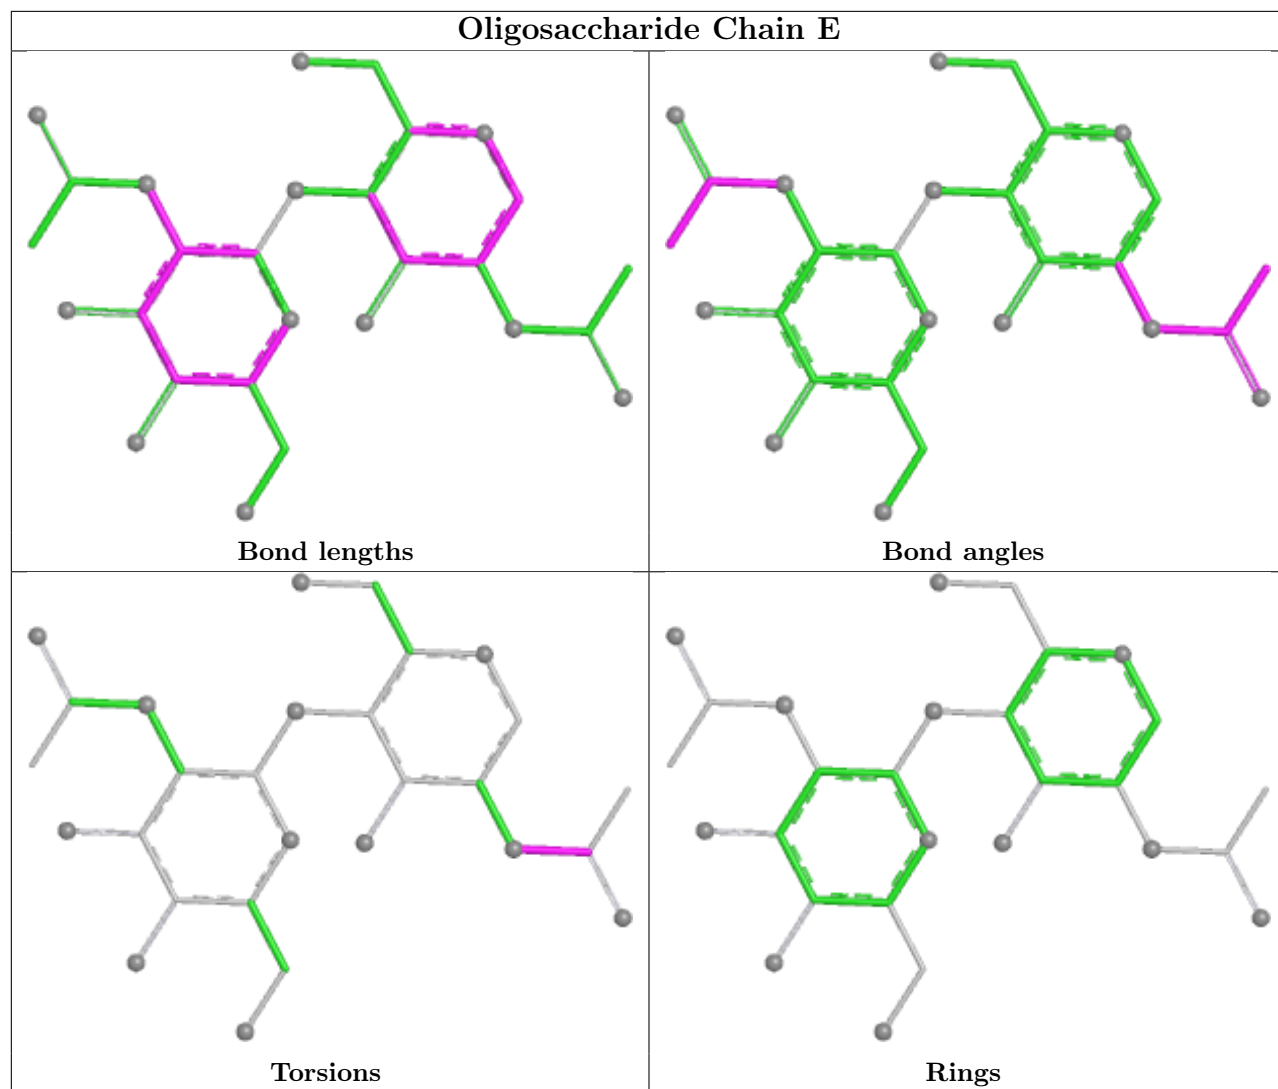 Oligosaccharide Chain E
Bond lengths
Bond angles
Torsions
Rings